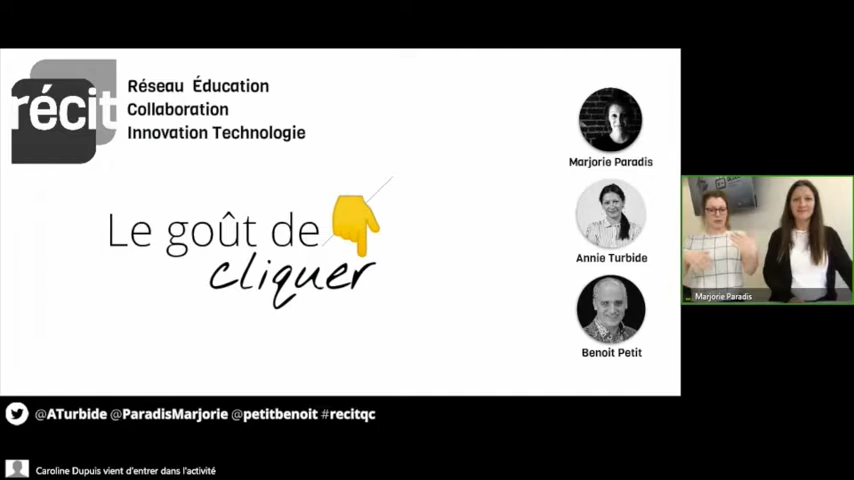 récit
Réseau Éducation
Collaboration
Innovation Technologie
Le goût de
cliquer
Marjorie Paradis
Annie Turbide
Benoit Petit
Marjorie Paradis
@ATurbide @ParadisMarjorie @petitbenoit #recitqc
Caroline Dupuis vient d'entrer dans l'activité